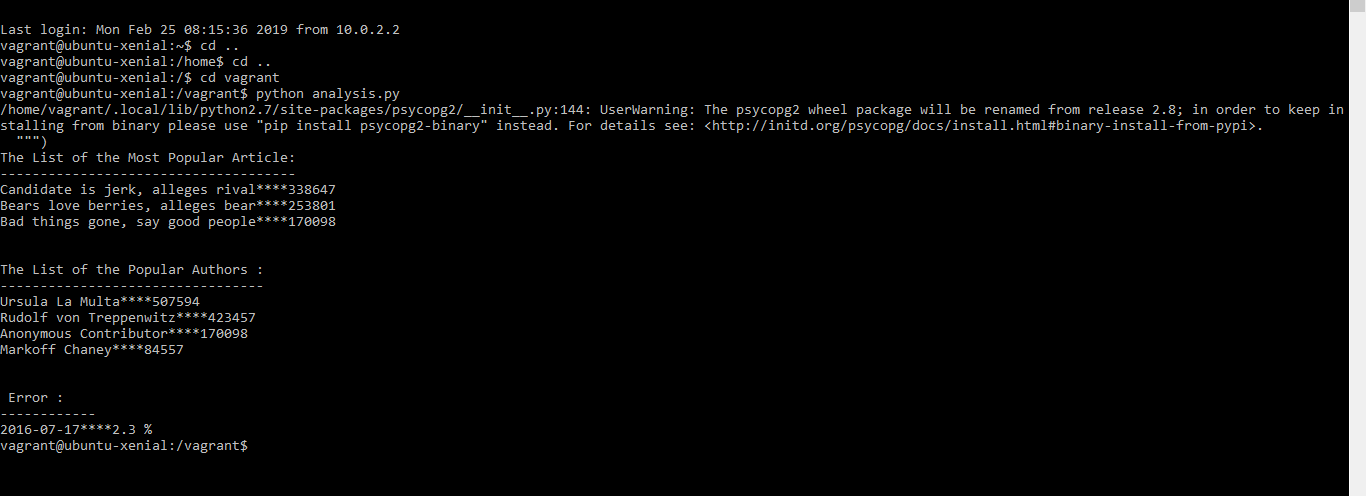 Last login: Mon Feb 25 08:15:36 2019 from 10.0.2.2
vagrant@ubuntu-xenial:~$ cd ..
vagrant@ubuntu-xenial:/home$ cd ..
vagrant@ubuntu-xenial:/$ cd vagrant
vagrant@ubuntu-xenial:/vagrant$ python analysis.py
/home/vagrant/.local/lib/python2.7/site-packages/psycopg2/__init__.py:144: UserWarning: The psycopg2 wheel package will be renamed from release 2.8; in order to keep in
stalling from binary please use "pip install psycopg2-binary" instead. For details see: <http://initd.org/psycopg/docs/install.html#binary-install-from-pypi>.
  """)
The List of the Most Popular Article:
-------------------------------------
Candidate is jerk, alleges rival****338647
Bears love berries, alleges bear****253801
Bad things gone, say good people****170098
The List of the Popular Authors :
---------------------------------
Ursula La Multa****507594
Rudolf von Treppenwitz****423457
Anonymous Contributor****170098
Markoff Chaney****84557
 Error :
------------
2016-07-17****2.3 %
vagrant@ubuntu-xenial:/vagrant$